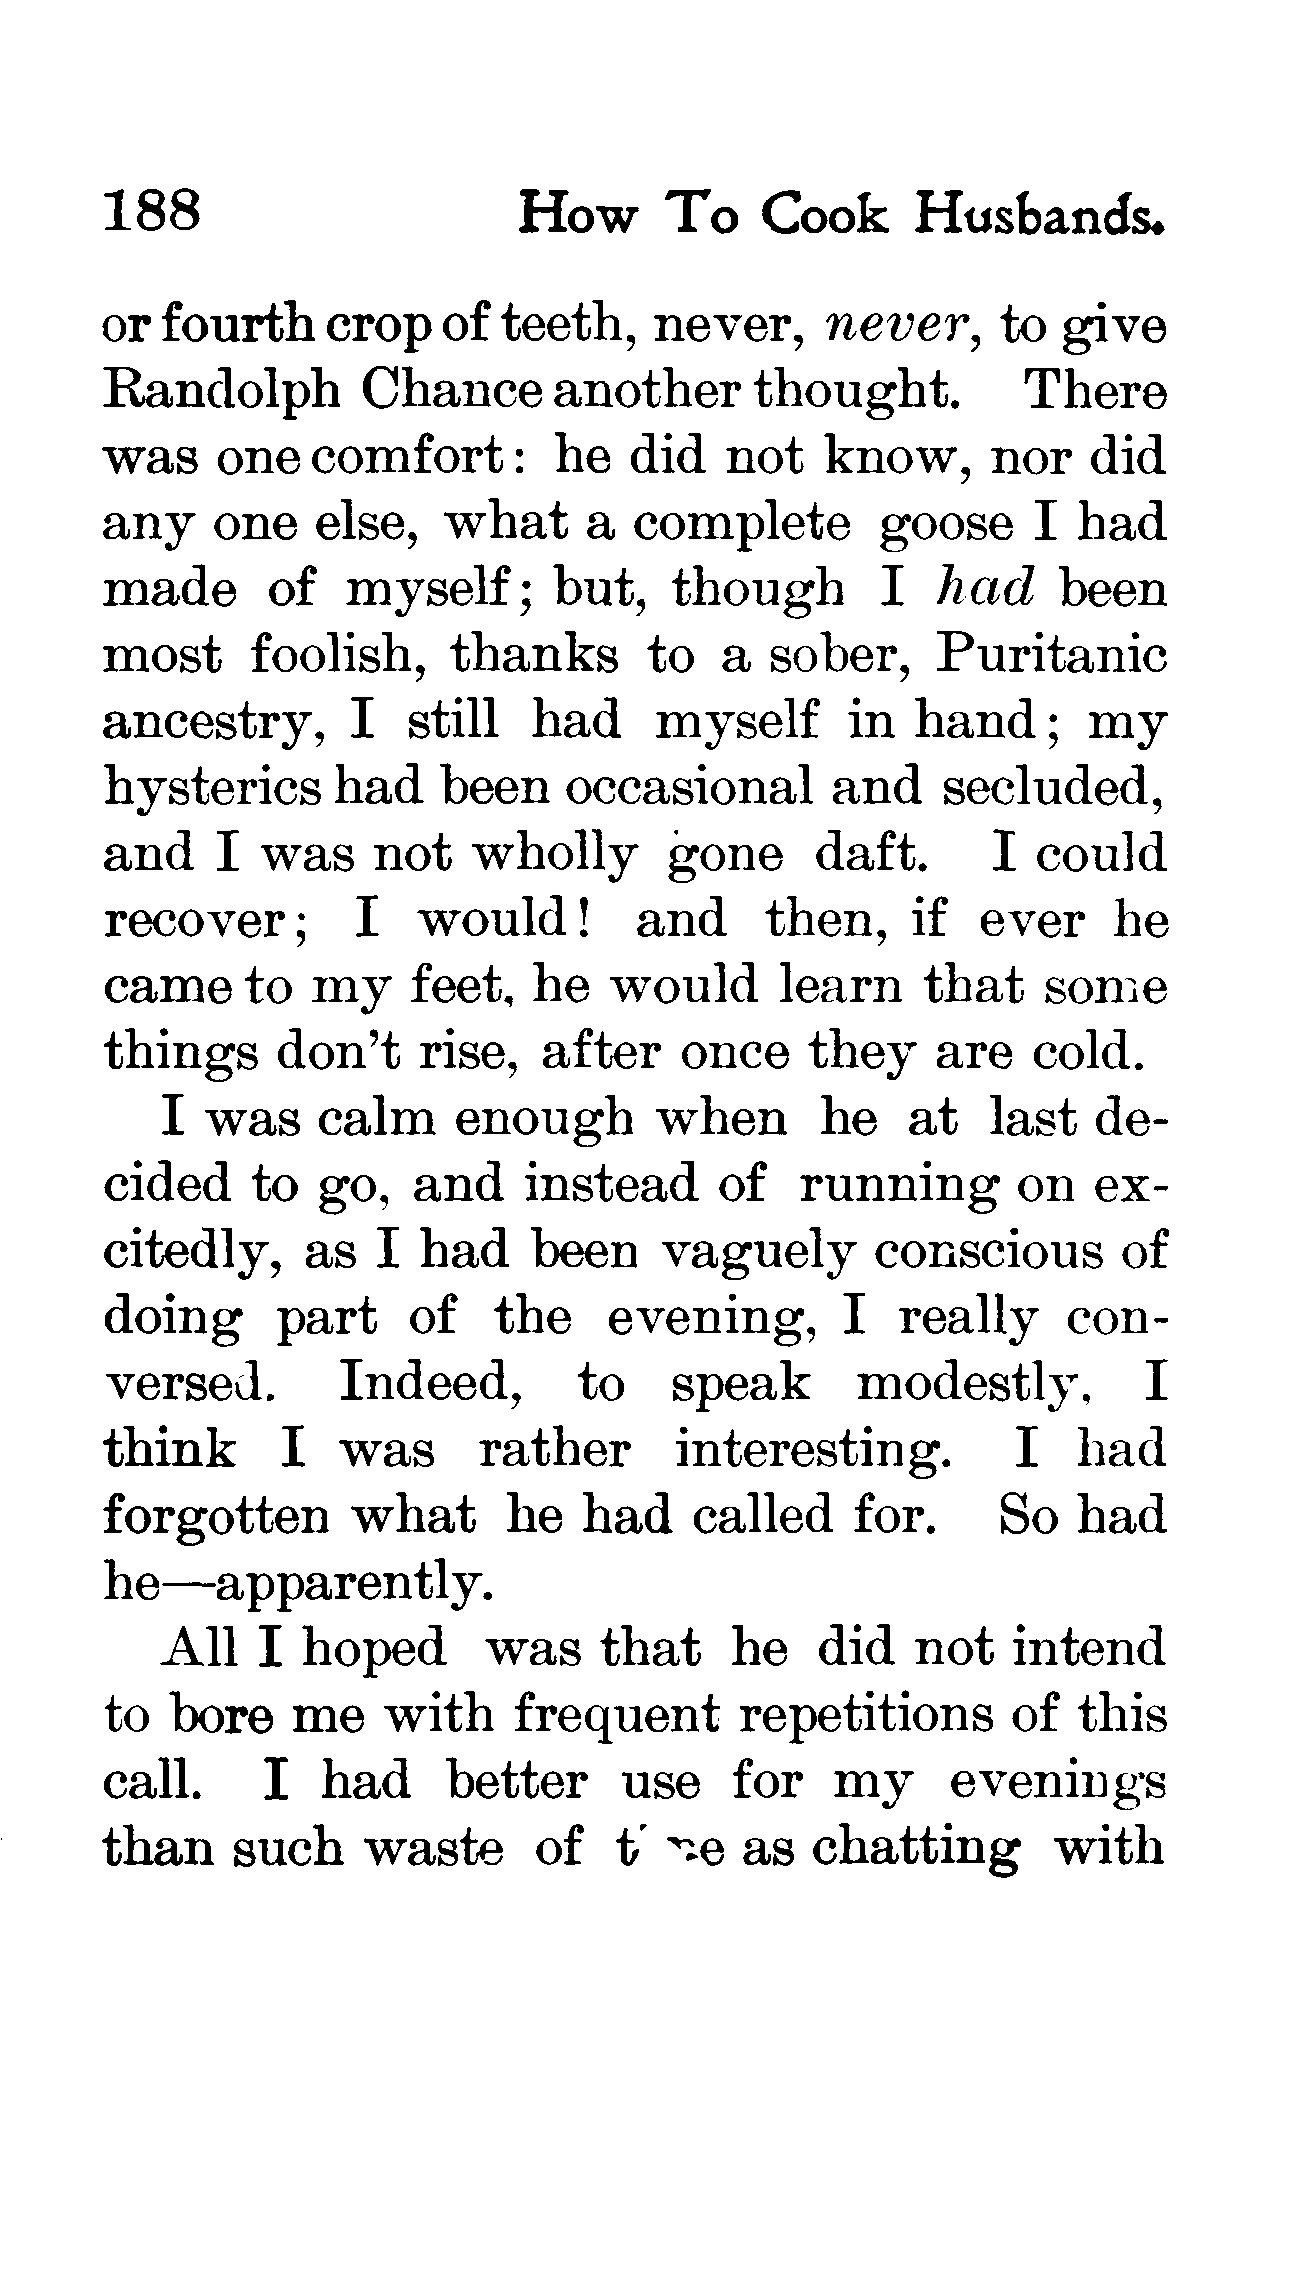 188 How To Cook Husbands.
or fourth crop of teeth, never, never, to give
Randolph Chance another thought. There
was one comfort: he did not know, nor did
any one else, what a complete goose I had
made of myself; but, though I had been
most foolish, thanks to a sober, Puritanic
ancestry, I still had myself in hand; my
hysterics had been occasional and secluded,
and I was not wholly gone daft. I could
recover; I would! and then, if ever he
came to my feet, he would learn that some
things don't rise, after once they are cold.
I was calm enough when he at last de-
cided to go, and instead of running on ex-
citedly, as I had been vaguely conscious of
doing part of the evening, I really con-
versed. Indeed, to speak modestly, I
think I was rather interesting. I had
forgotten what he had called for. So had
he—apparently.
All I hoped was that he did not intend
to bore me with frequent repetitions of this
call. I had better use for my evenings
than such waste of as chatting with